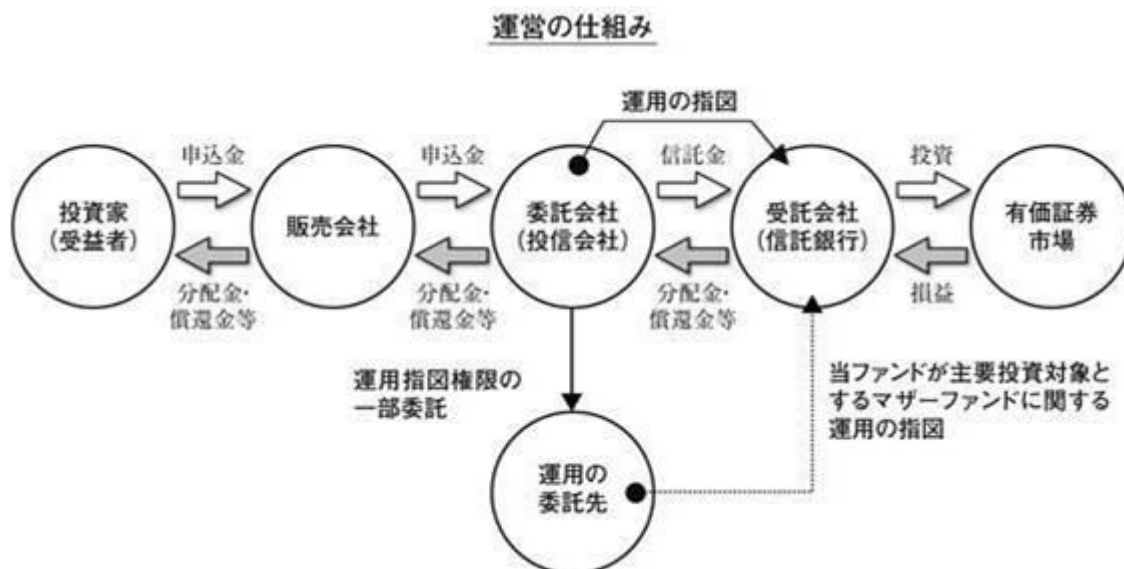 運営の仕組み
運用の指図
申込金
申込金
信託金
投資
投資家
(受益者)
販売会社
委託会社
(投信会社)
受託会社
(信託銀行)
有価証券
市場
分配金・
償還金等
分配金・
償還金等
分配金・
償還金等
損益
運用指図権限の
一部委託
当ファンドが主要投資対象と
するマザーファンドに関する
運用の指図
運用の
委託先